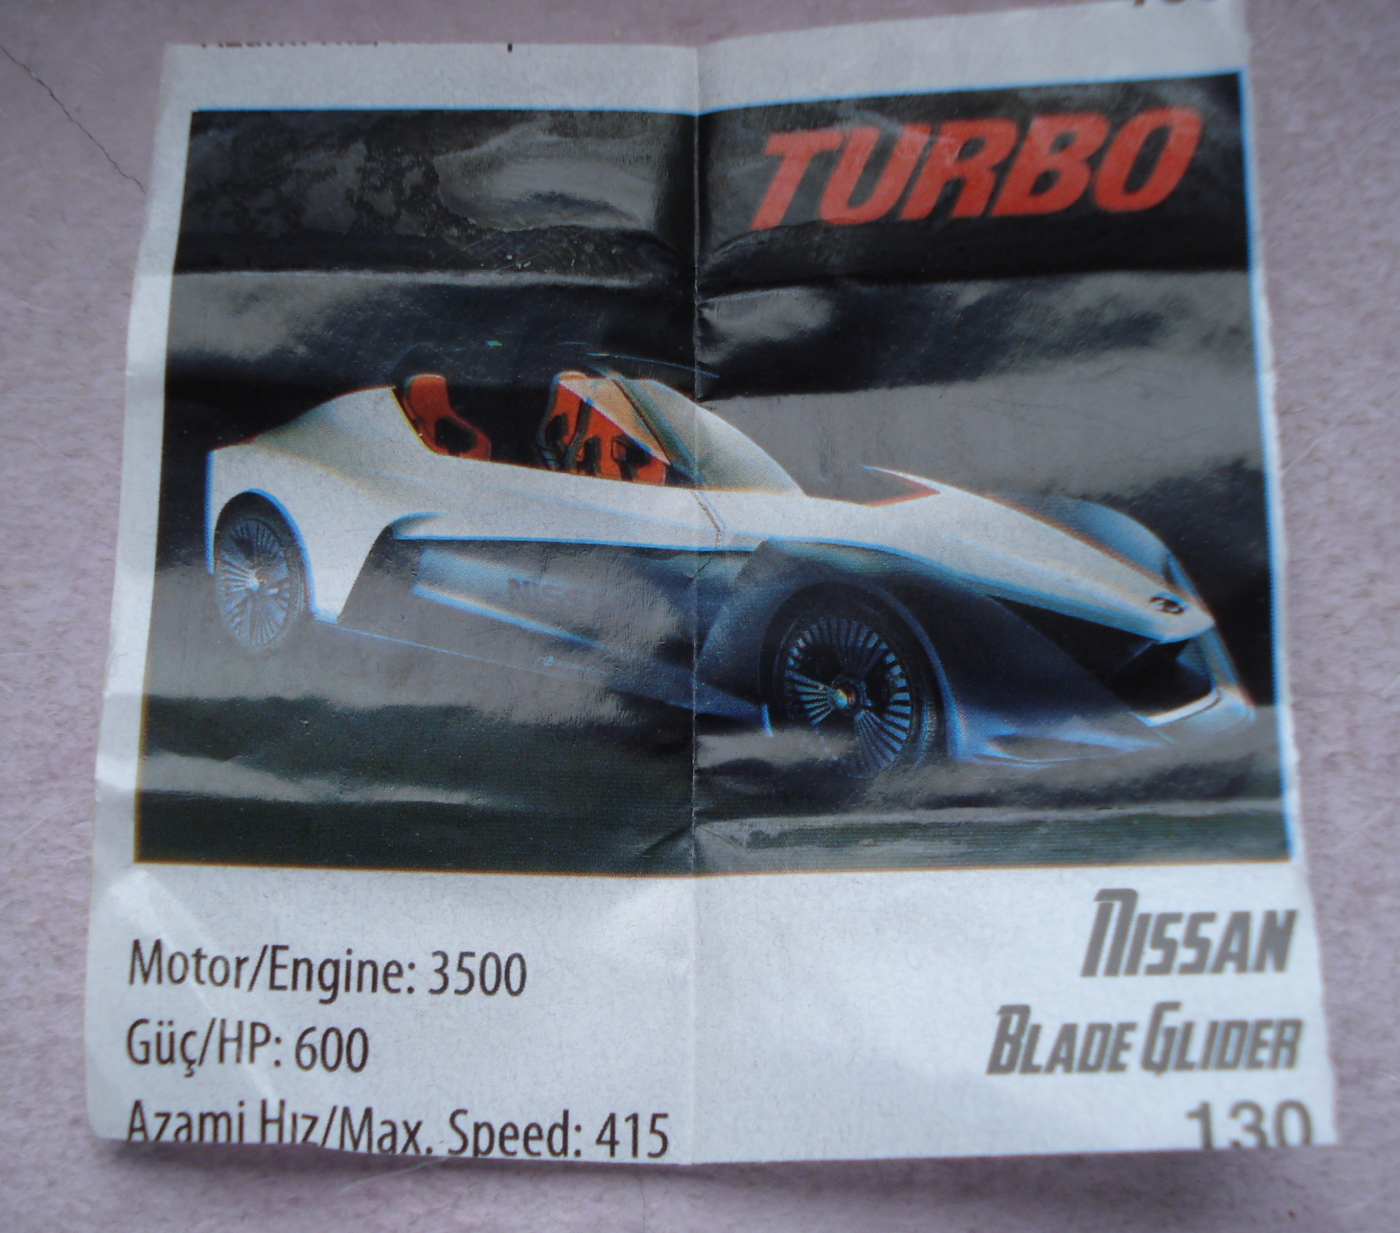 TURBO
Motor/Engine: 3500
Güç/HP: 600
Azami Hız/Max. Speed: 415
NISSAN
BLADE GLIDER
130